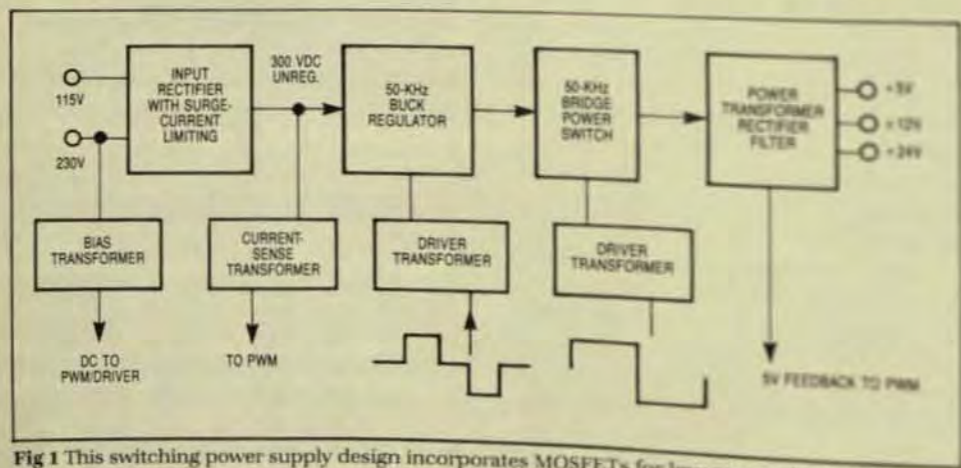 115V
230V
INPUT
RECTIFIER
WITH SURGE-
CURRENT
LIMITING
300 VDC
UNREG.
50-KHz
BUCK
REGULATOR
50-KHz
BRIDGE
POWER
SWITCH
POWER
TRANSFORMER
RECTIFIER
FILTER
+5V
+12V
+24V
BIAS
TRANSFORMER
CURRENT-
SENSE
TRANSFORMER
DRIVER
TRANSFORMER
DRIVER
TRANSFORMER
DC TO
PWM/DRIVER
TO PWM
5V FEEDBACK TO PWM
Fig 1 This switching power supply design incorporates MOSFETs for